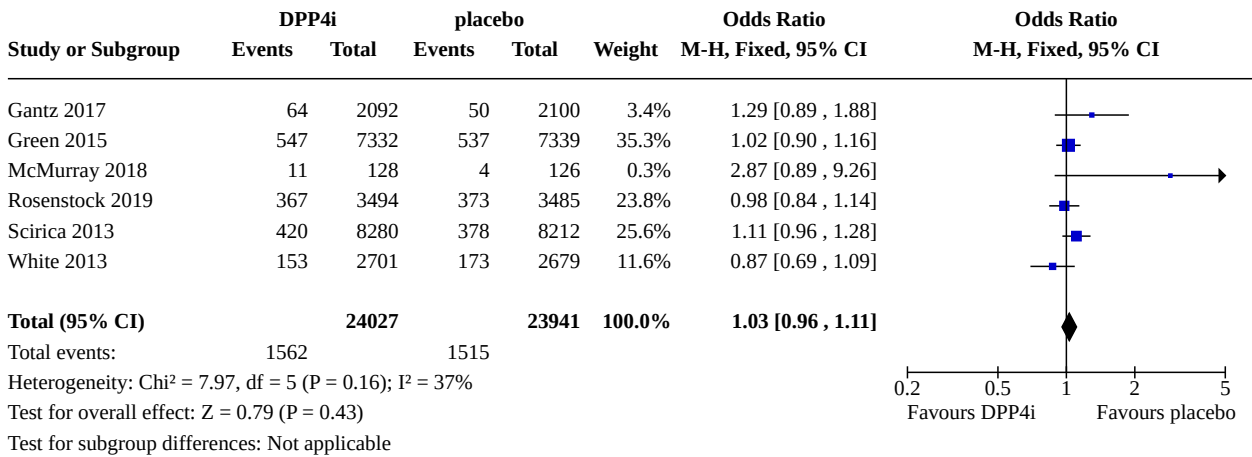 DPP4i placebo Odds Ratio Odds Ratio
Study or Subgroup Events Total Events Total Weight M-H, Fixed, 95% CI M-H, Fixed, 95% CI
Gantz 2017 64 2092 50 2100 3.4% 1.29 [0.89 , 1.88]
Green 2015 547 7332 537 7339 35.3% 1.02 [0.90 , 1.16]
McMurray 2018 11 128 4 126 0.3% 2.87 [0.89 , 9.26]
Rosenstock 2019 367 3494 373 3485 23.8% 0.98 [0.84 , 1.14]
Scirica 2013 420 8280 378 8212 25.6% 1.11 [0.96 , 1.28]
White 2013 153 2701 173 2679 11.6% 0.87 [0.69 , 1.09]
Total (95% CI) 24027 23941 100.0% 1.03 [0.96 , 1.11]
Total events: 1562 1515
Heterogeneity: Chi² = 7.97, df = 5 (P = 0.16); I² = 37%
0.2 0.5 1 2 5
Test for overall effect: Z = 0.79 (P = 0.43)
Favours DPP4i Favours placebo
Test for subgroup differences: Not applicable